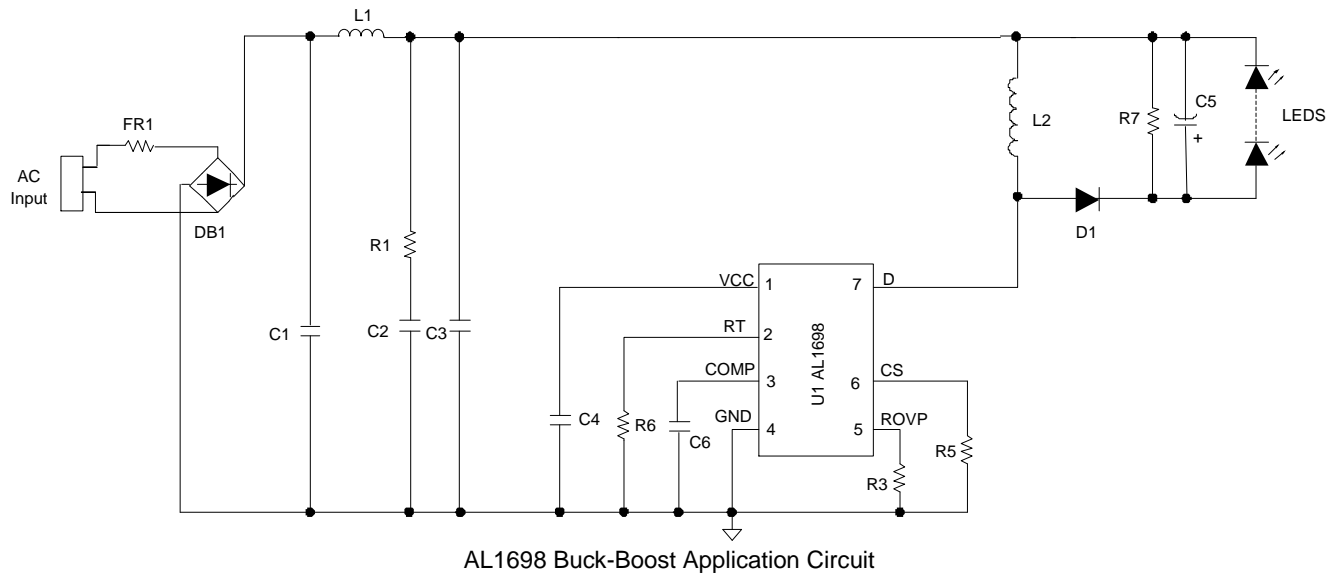 L1
FR1
AC
Input
DB1
C1
R1
C2
C3
L2
R7
C5
+
LEDS
D1
VCC
1
7
D
RT
2
U1 AL1698
COMP
3
6
CS
GND
4
5
ROVP
C4
R6
C6
R3
R5
AL1698 Buck-Boost Application Circuit